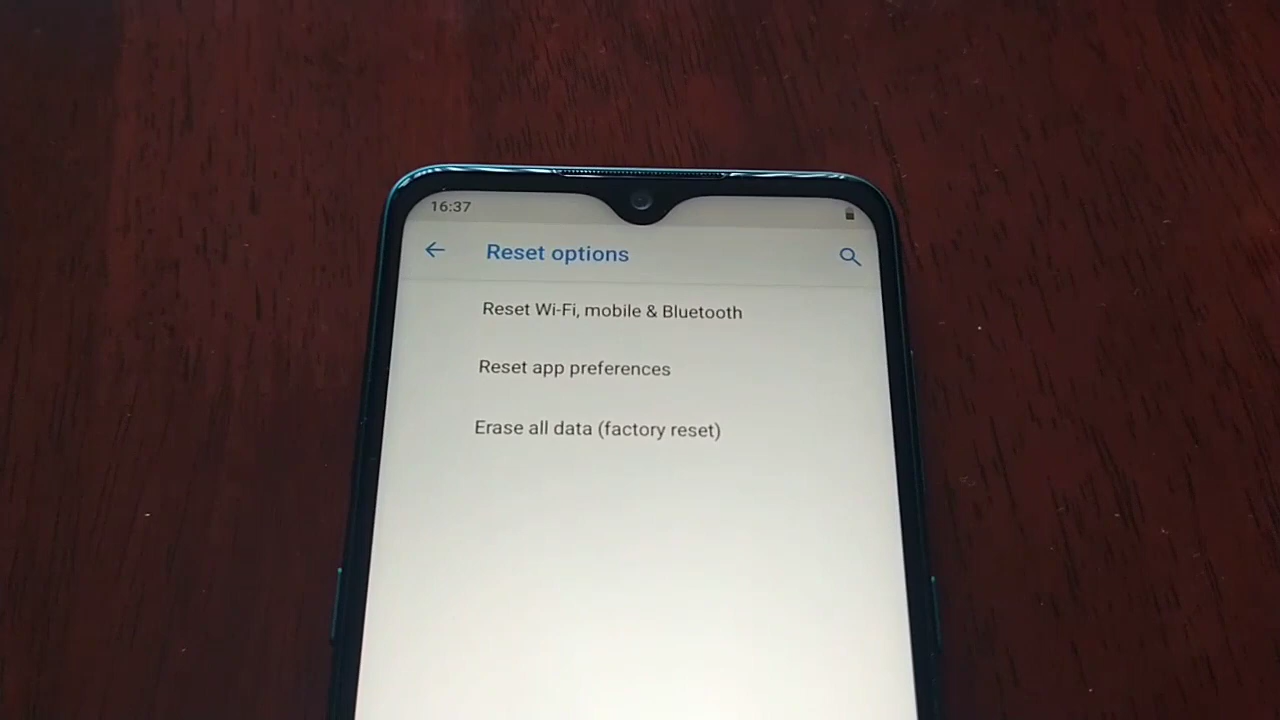 16:37
Reset options
Reset Wi-Fi, mobile & Bluetooth
Reset app preferences
Erase all data (factory reset)